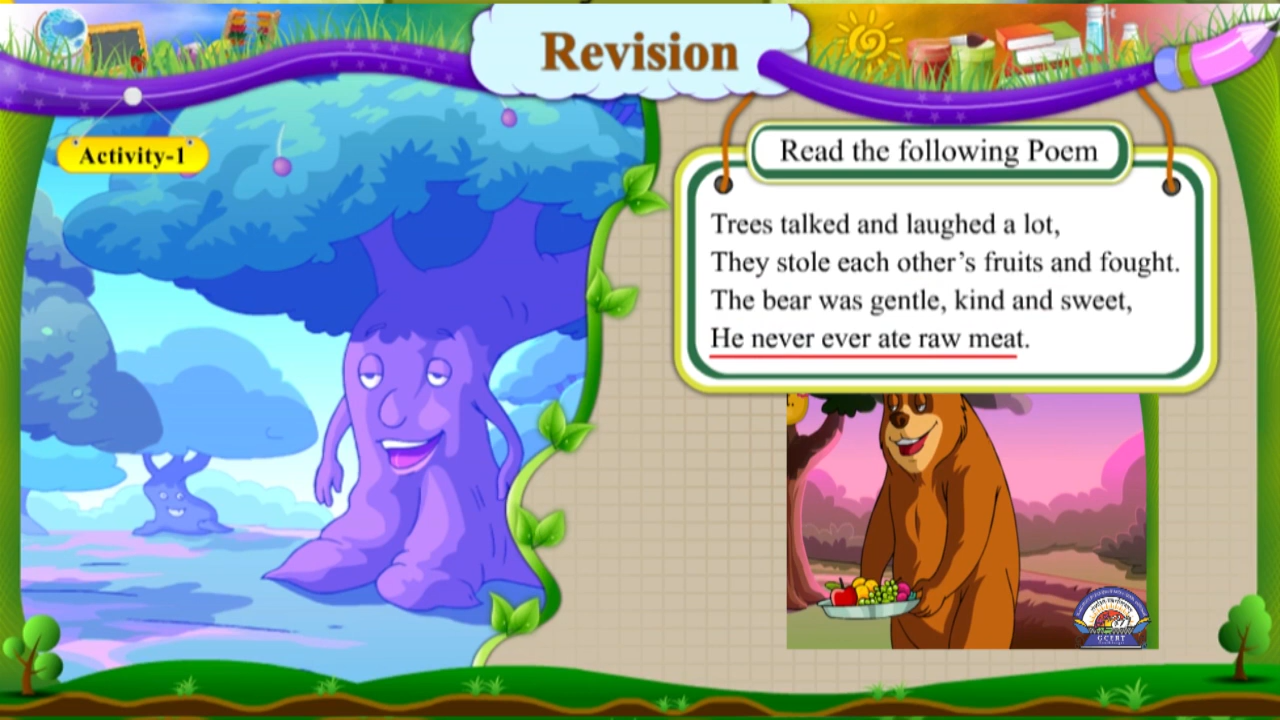 Revision
Activity-1
Read the following Poem
Trees talked and laughed a lot,
They stole each other’s fruits and fought.
The bear was gentle, kind and sweet,
He never ever ate raw meat.
GCERT